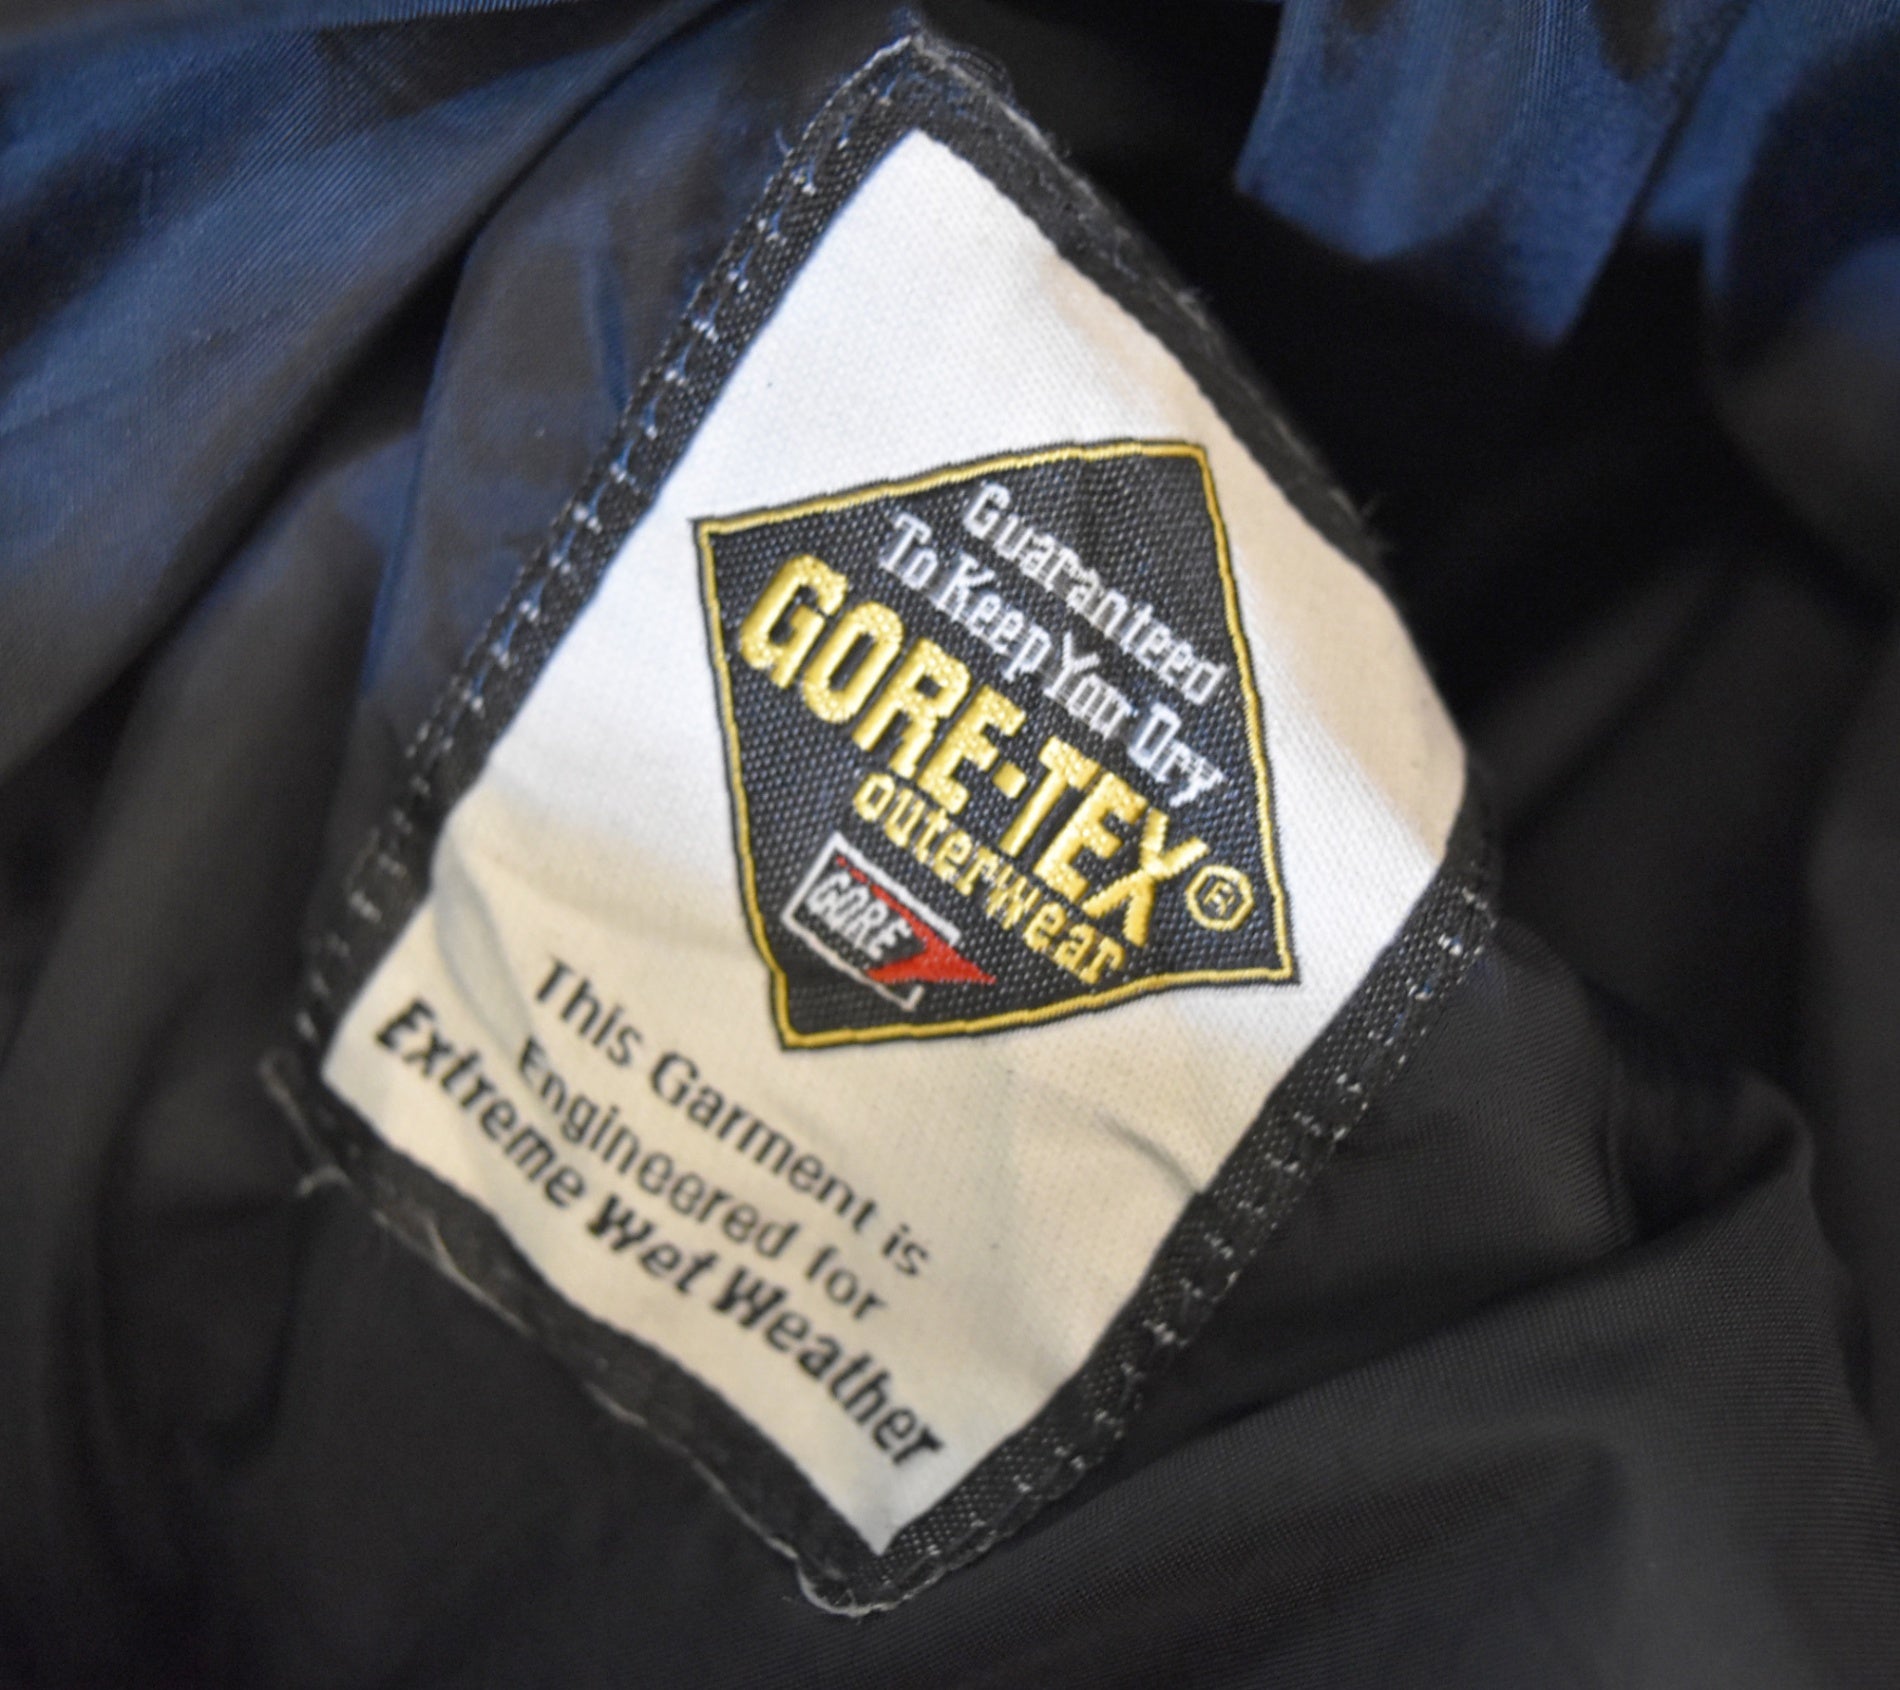 Guaranteed
To Keep You Dry
GORE-TEX®
outerwear
GORE
This Garment is
Engineered for
Extreme Wet Weather